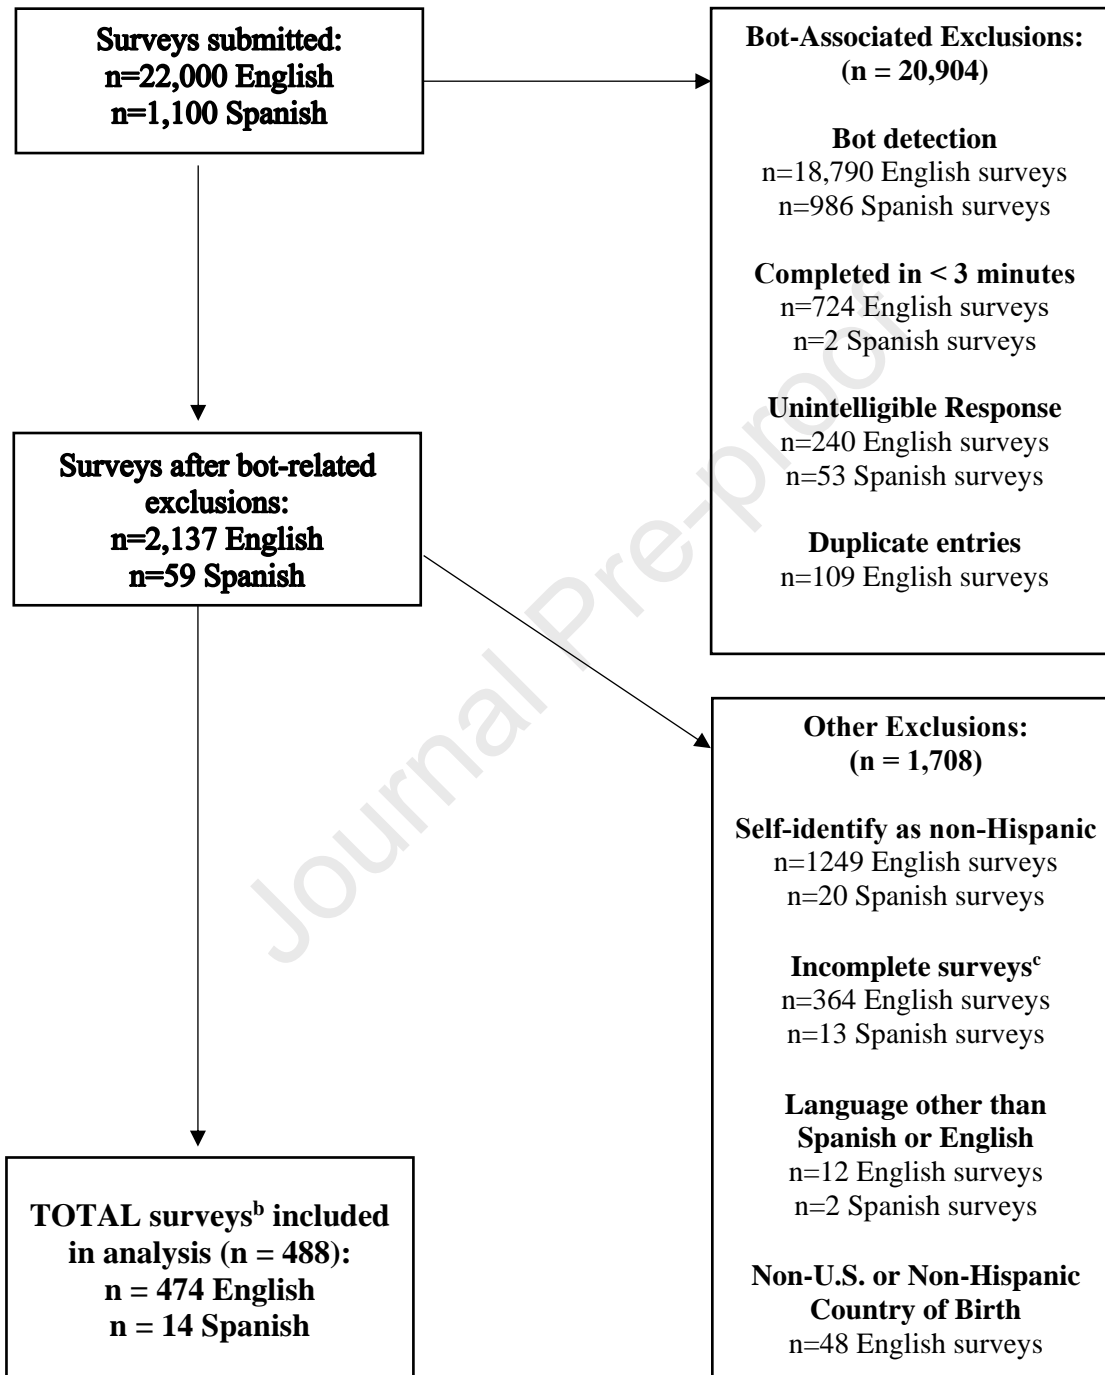 Surveys submitted:
n=22,000 English
n=1,100 Spanish
Bot-Associated Exclusions:
(n = 20,904)
Bot detection
n=18,790 English surveys
n=986 Spanish surveys
Completed in < 3 minutes
n=724 English surveys
n=2 Spanish surveys
Unintelligible Response
n=240 English surveys
n=53 Spanish surveys
Duplicate entries
n=109 English surveys
Surveys after bot-related
exclusions:
n=2,137 English
n=59 Spanish
Other Exclusions:
(n = 1,708)
Self-identify as non-Hispanic
n=1249 English surveys
n=20 Spanish surveys
Incomplete surveysᶜ
n=364 English surveys
n=13 Spanish surveys
Language other than
Spanish or English
n=12 English surveys
n=2 Spanish surveys
Non-U.S. or Non-Hispanic
Country of Birth
n=48 English surveys
TOTAL surveysᵇ included
in analysis (n = 488):
n = 474 English
n = 14 Spanish
Journal Pre-proof